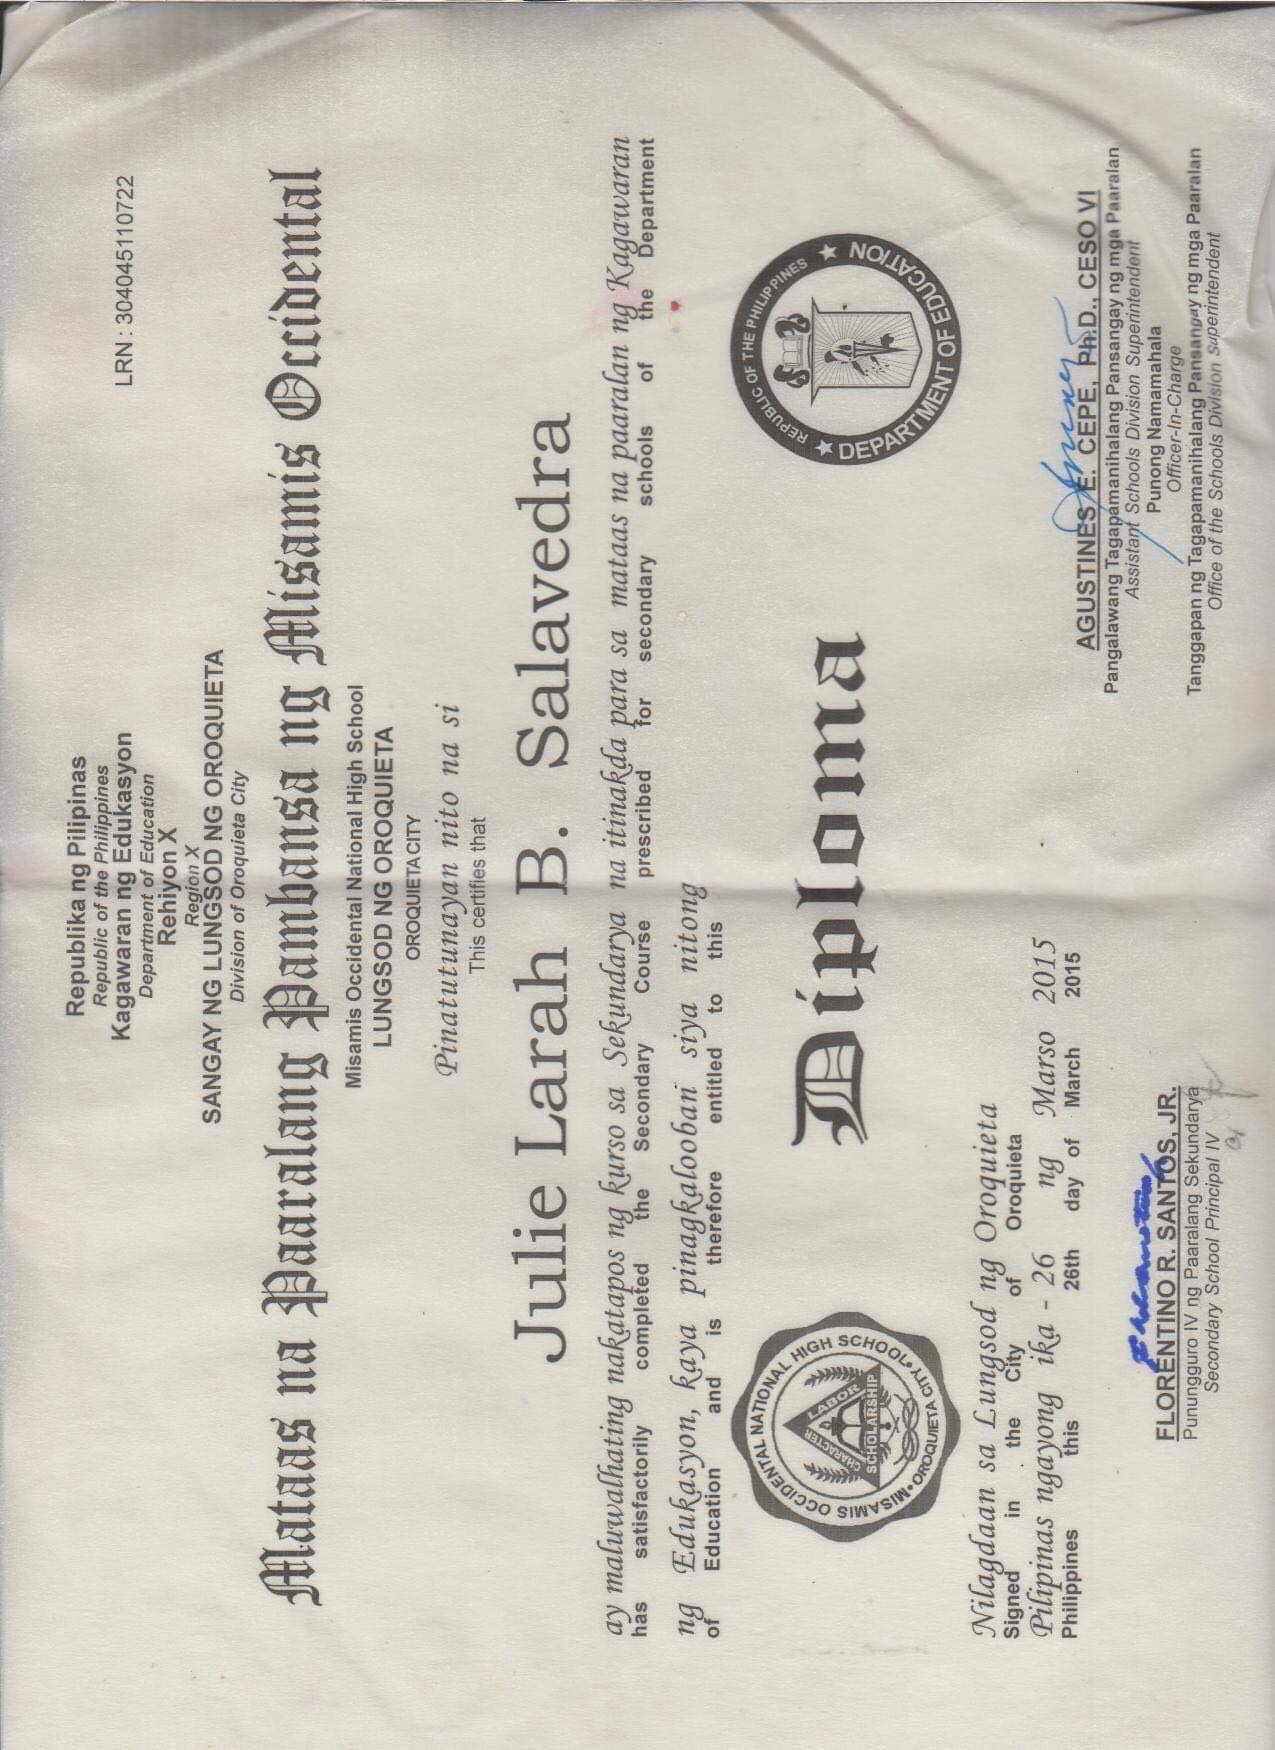 LRN : 304045110722
Republika ng Pilipinas
Republic of the Philippines
Kagawaran ng Edukasyon
Department of Education
Rehiyon X
Region X
SANGAY NG LUNGSOD NG OROQUIETA
Division of Oroquieta City
Mataas na Paaralang Pambansa ng Misamis Occidental
Misamis Occidental National High School
LUNGSOD NG OROQUIETA
OROQUIETA CITY
Pinatutunayan nito na si
This certifies that
Julie Larah B. Salavedra
ay maluwalhating nakatapos ng kurso sa Sekundarya na itinakda para sa mataas na paaralan ng Kagawaran
has satisfactorily completed the Secondary Course prescribed for secondary schools of the Department
ng Edukasyon, kaya pinagkalooban siya nitong
of Education and is therefore entitled to this
MISAMIS OCCIDENTAL NATIONAL HIGH SCHOOL
OROQUIETA CITY
CHARACTER
LABOR
SCHOLARSHIP
Diploma
REPUBLIC OF THE PHILIPPINES
DEPARTMENT OF EDUCATION
Nilagdaan sa Lungsod ng Oroquieta
Signed in the City of Oroquieta
Pilipinas ngayong ika - 26 ng Marso 2015
Philippines this 26th day of March 2015
FLORENTINO R. SANTOS, JR.
Punungguro IV ng Paaralang Sekundarya
Secondary School Principal IV
AGUSTINES E. CEPE, Ph.D., CESO VI
Pangalawang Tagapamanihalang Pansangay ng mga Paaralan
Assistant Schools Division Superintendent
Punong Namamahala
Officer-In-Charge
Tanggapan ng Tagapamanihalang Pansangay ng mga Paaralan
Office of the Schools Division Superintendent